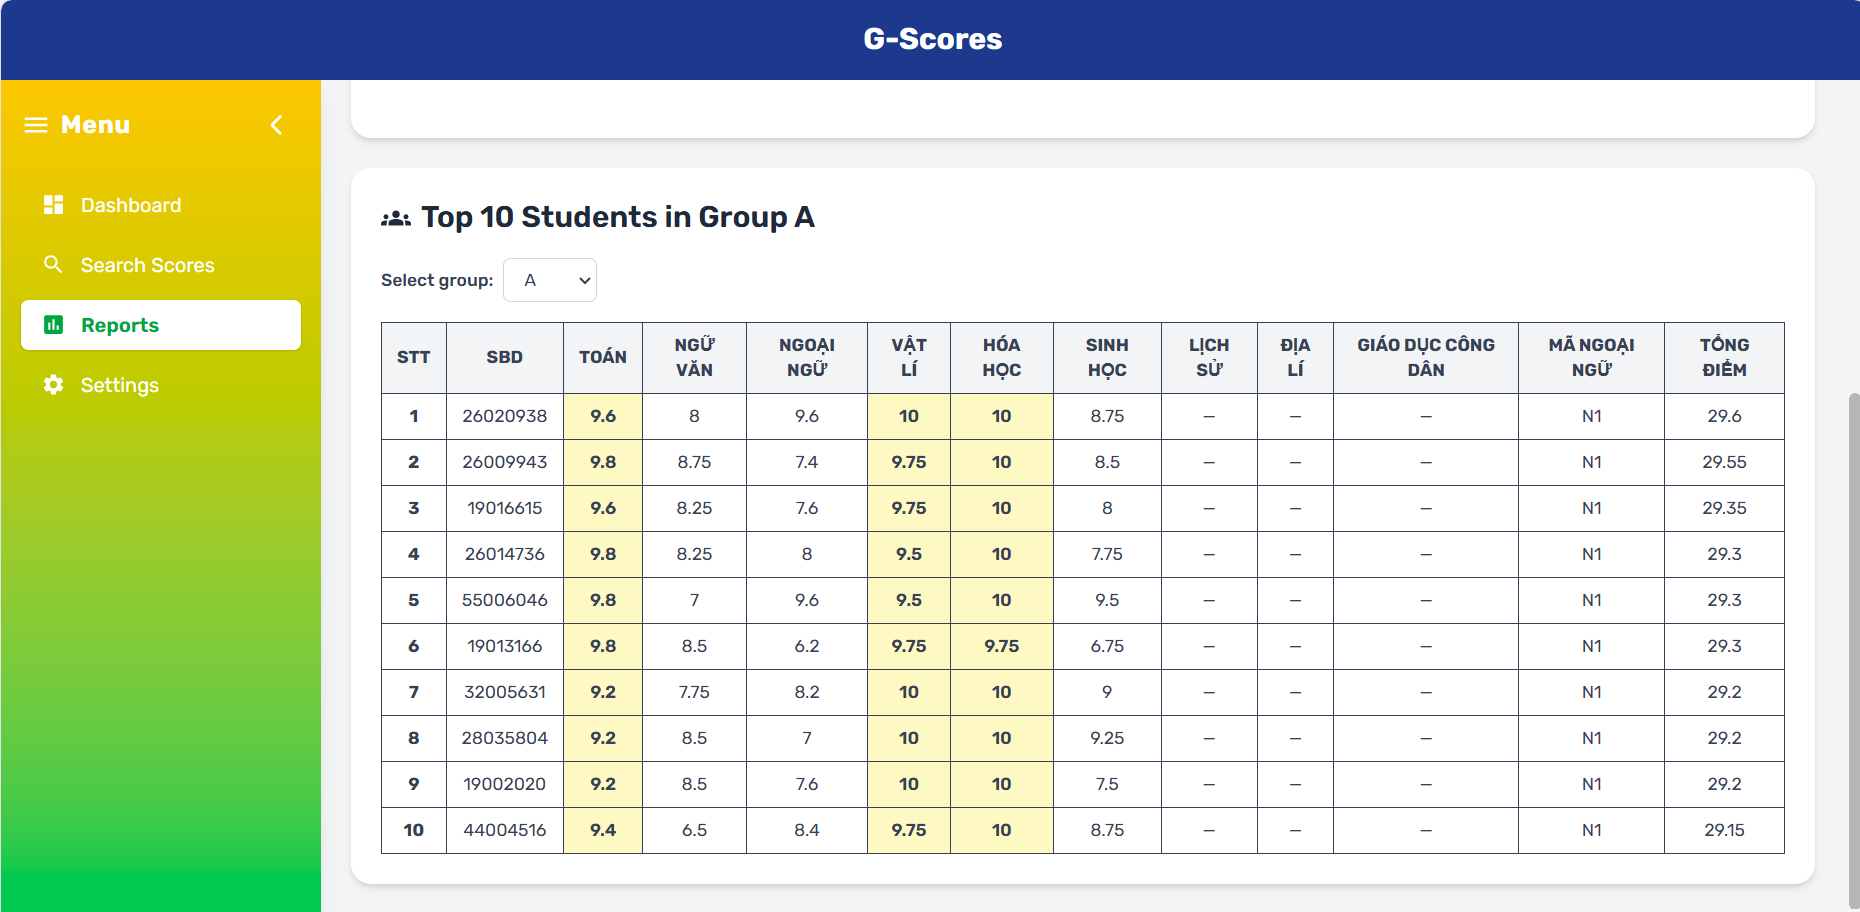 G-Scores
Menu
Dashboard
Search Scores
Reports
Settings
Top 10 Students in Group A
Select group: A
STT SBD TOÁN NGỮ VĂN NGOẠI NGỮ VẬT LÍ HÓA HỌC SINH HỌC LỊCH SỬ ĐỊA LÍ GIÁO DỤC CÔNG DÂN MÃ NGOẠI NGỮ TỔNG ĐIỂM
1 26020938 9.6 8 9.6 10 10 8.75 — — — N1 29.6
2 26009943 9.8 8.75 7.4 9.75 10 8.5 — — — N1 29.55
3 19016615 9.6 8.25 7.6 9.75 10 8 — — — N1 29.35
4 26014736 9.8 8.25 8 9.5 10 7.75 — — — N1 29.3
5 55006046 9.8 7 9.6 9.5 10 9.5 — — — N1 29.3
6 19013166 9.8 8.5 6.2 9.75 9.75 6.75 — — — N1 29.3
7 32005631 9.2 7.75 8.2 10 10 9 — — — N1 29.2
8 28035804 9.2 8.5 7 10 10 9.25 — — — N1 29.2
9 19002020 9.2 8.5 7.6 10 10 7.5 — — — N1 29.2
10 44004516 9.4 6.5 8.4 9.75 10 8.75 — — — N1 29.15